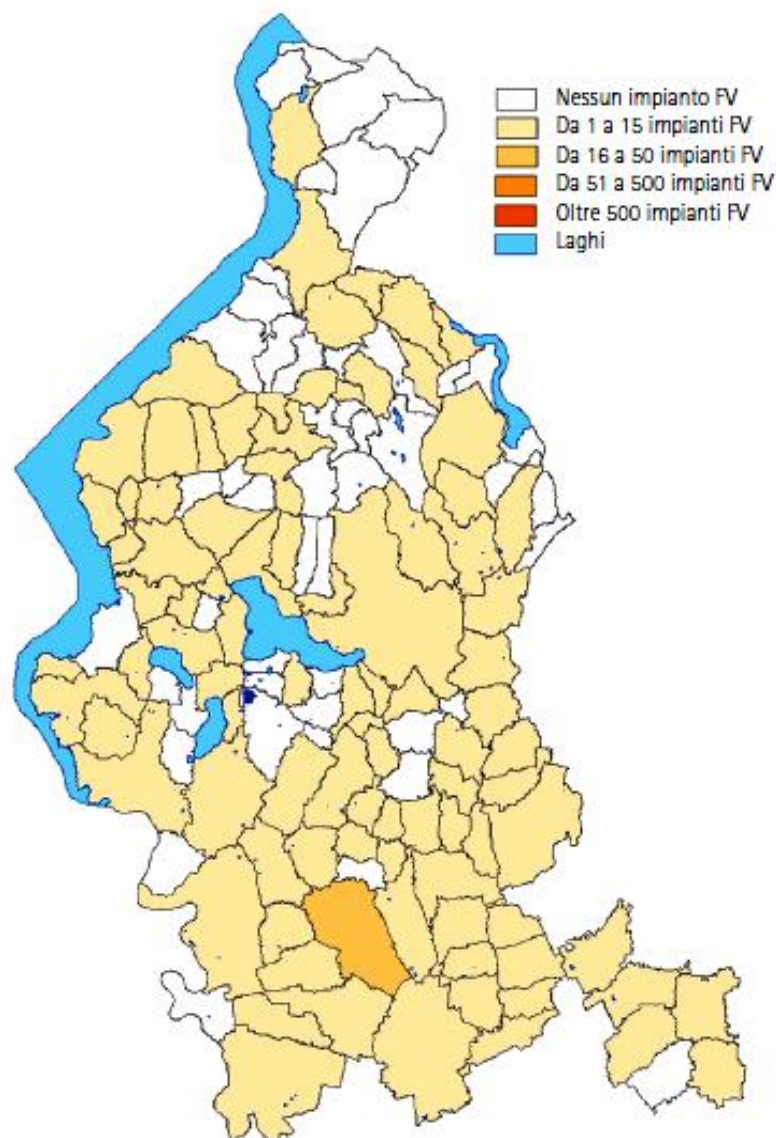 Nessun impianto FV
Da 1 a 15 impianti FV
Da 16 a 50 impianti FV
Da 51 a 500 impianti FV
Oltre 500 impianti FV
Laghi